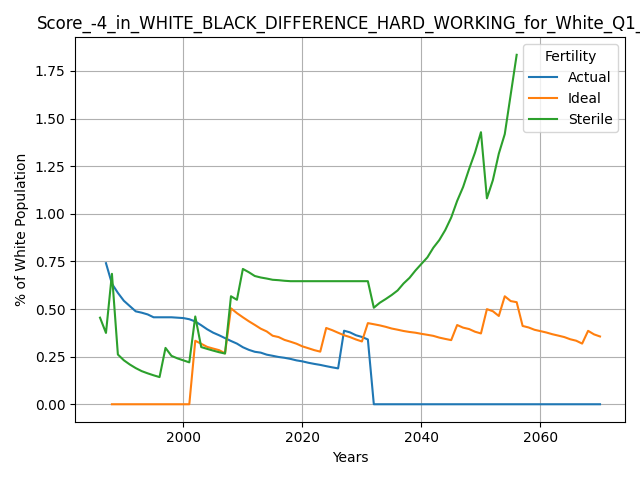 Score_-4_in_WHITE_BLACK_DIFFERENCE_HARD_WORKING_for_White_Q1_
Fertility
Actual
Ideal
Sterile
% of White Population
1.75
1.50
1.25
1.00
0.75
0.50
0.25
0.00
2000
2020
2040
2060
Years